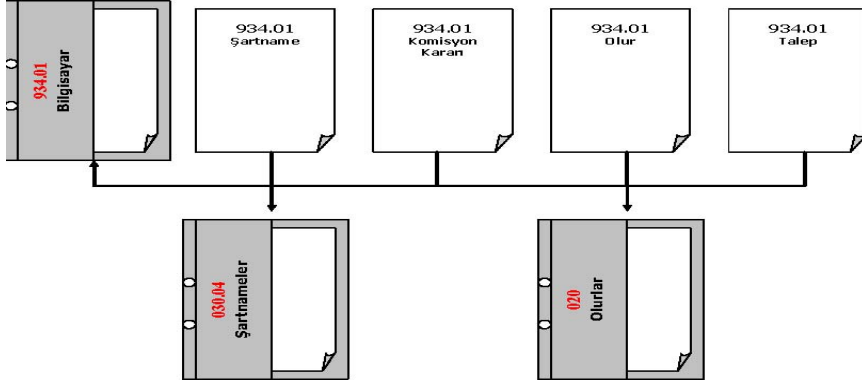 934.01
Bilgisayar
934.01
Şartname
934.01
Komisyon
Kararı
934.01
Olur
934.01
Talep
030.04
Şartnameler
020
Olurlar